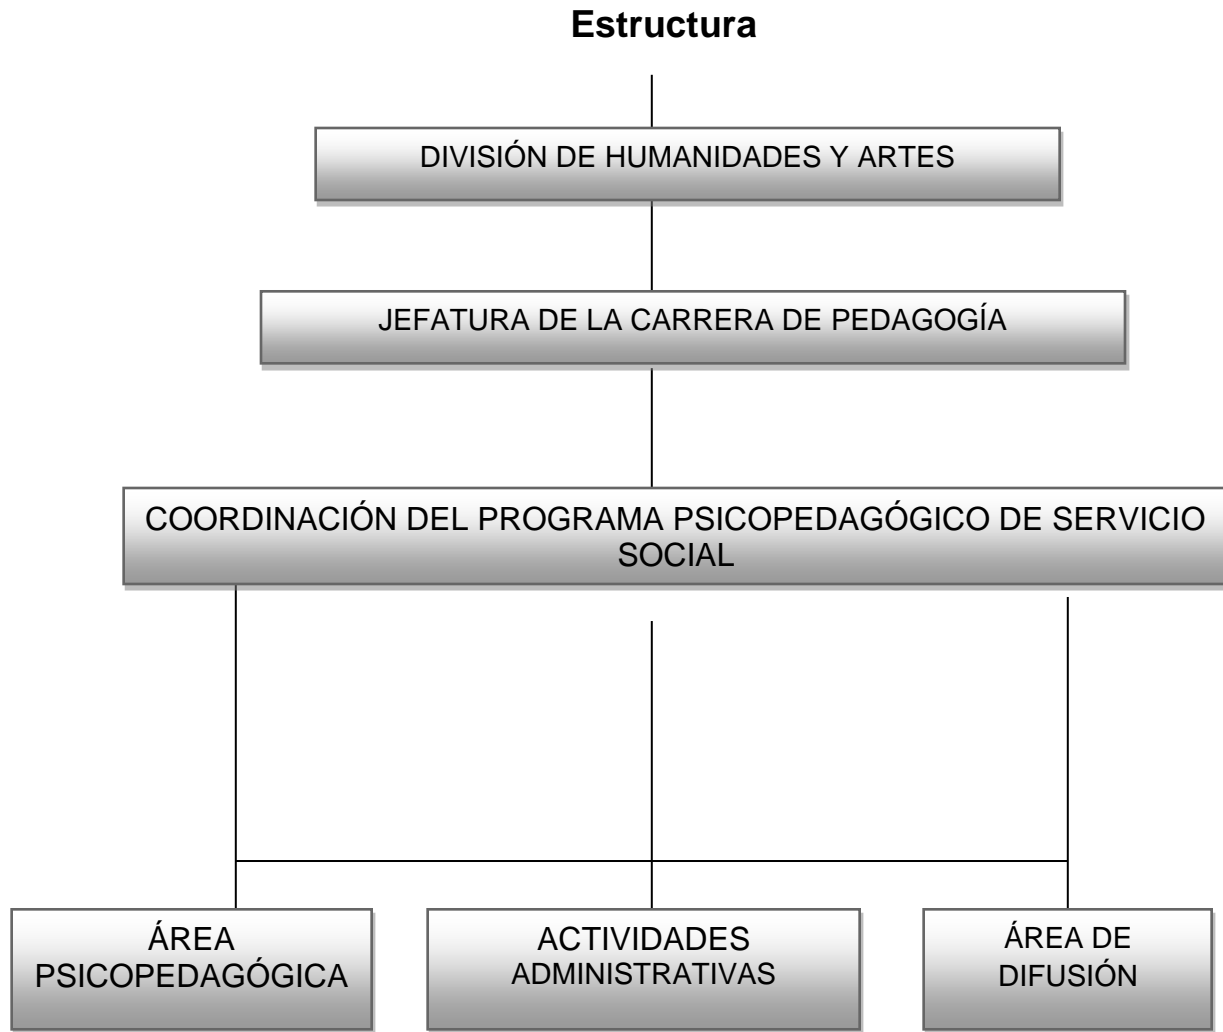 Estructura
DIVISIÓN DE HUMANIDADES Y ARTES
JEFATURA DE LA CARRERA DE PEDAGOGÍA
COORDINACIÓN DEL PROGRAMA PSICOPEDAGÓGICO DE SERVICIO
SOCIAL
ÁREA
PSICOPEDAGÓGICA
ACTIVIDADES
ADMINISTRATIVAS
ÁREA DE
DIFUSIÓN